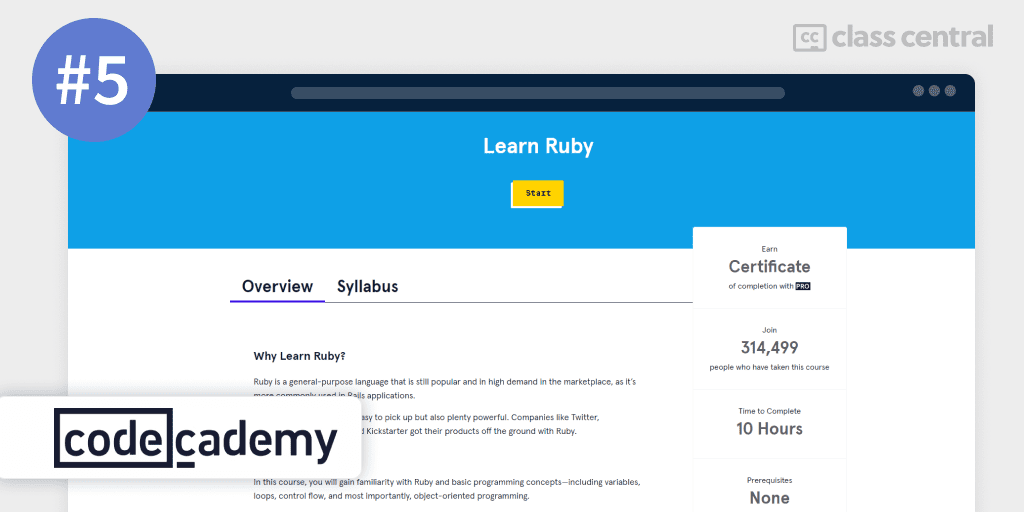 #5
cc class central
Learn Ruby
Start
Overview Syllabus
Why Learn Ruby?
Ruby is a general-purpose language that is still popular and in high demand in the marketplace, as it's
more commonly used in Rails applications.
easy to pick up but also plenty powerful. Companies like Twitter,
Kickstarter got their products off the ground with Ruby.
In this course, you will gain familiarity with Ruby and basic programming concepts—including variables,
loops, control flow, and most importantly, object-oriented programming.
Earn
Certificate
of completion with PRO
Join
314,499
people who have taken this course
Time to Complete
10 Hours
Prerequisites
None
codecademy